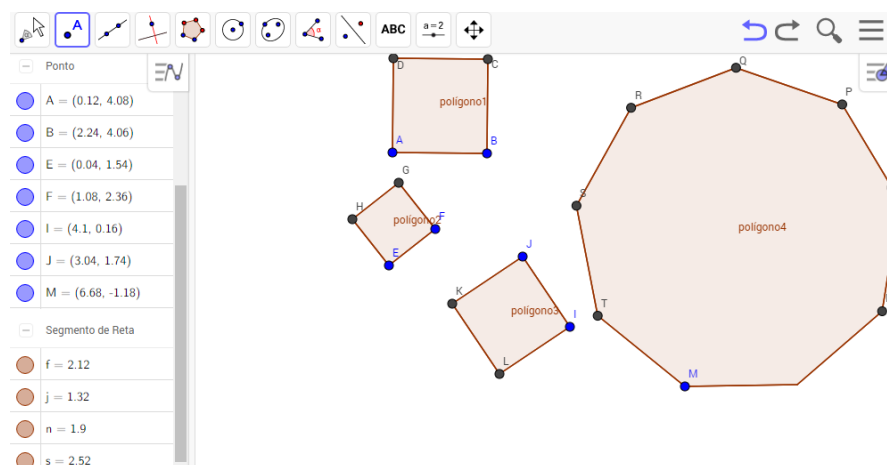 A
ABC
a = 2
Ponto
A = (0.12, 4.08)
B = (2.24, 4.06)
E = (0.04, 1.54)
F = (1.08, 2.36)
I = (4.1, 0.16)
J = (3.04, 1.74)
M = (6.68, -1.18)
Segmento de Reta
f = 2.12
j = 1.32
n = 1.9
s = 2.52
D
C
polígono1
A
B
G
H
polígono2
F
E
J
K
polígono3
I
L
Q
R
P
S
polígono4
T
M